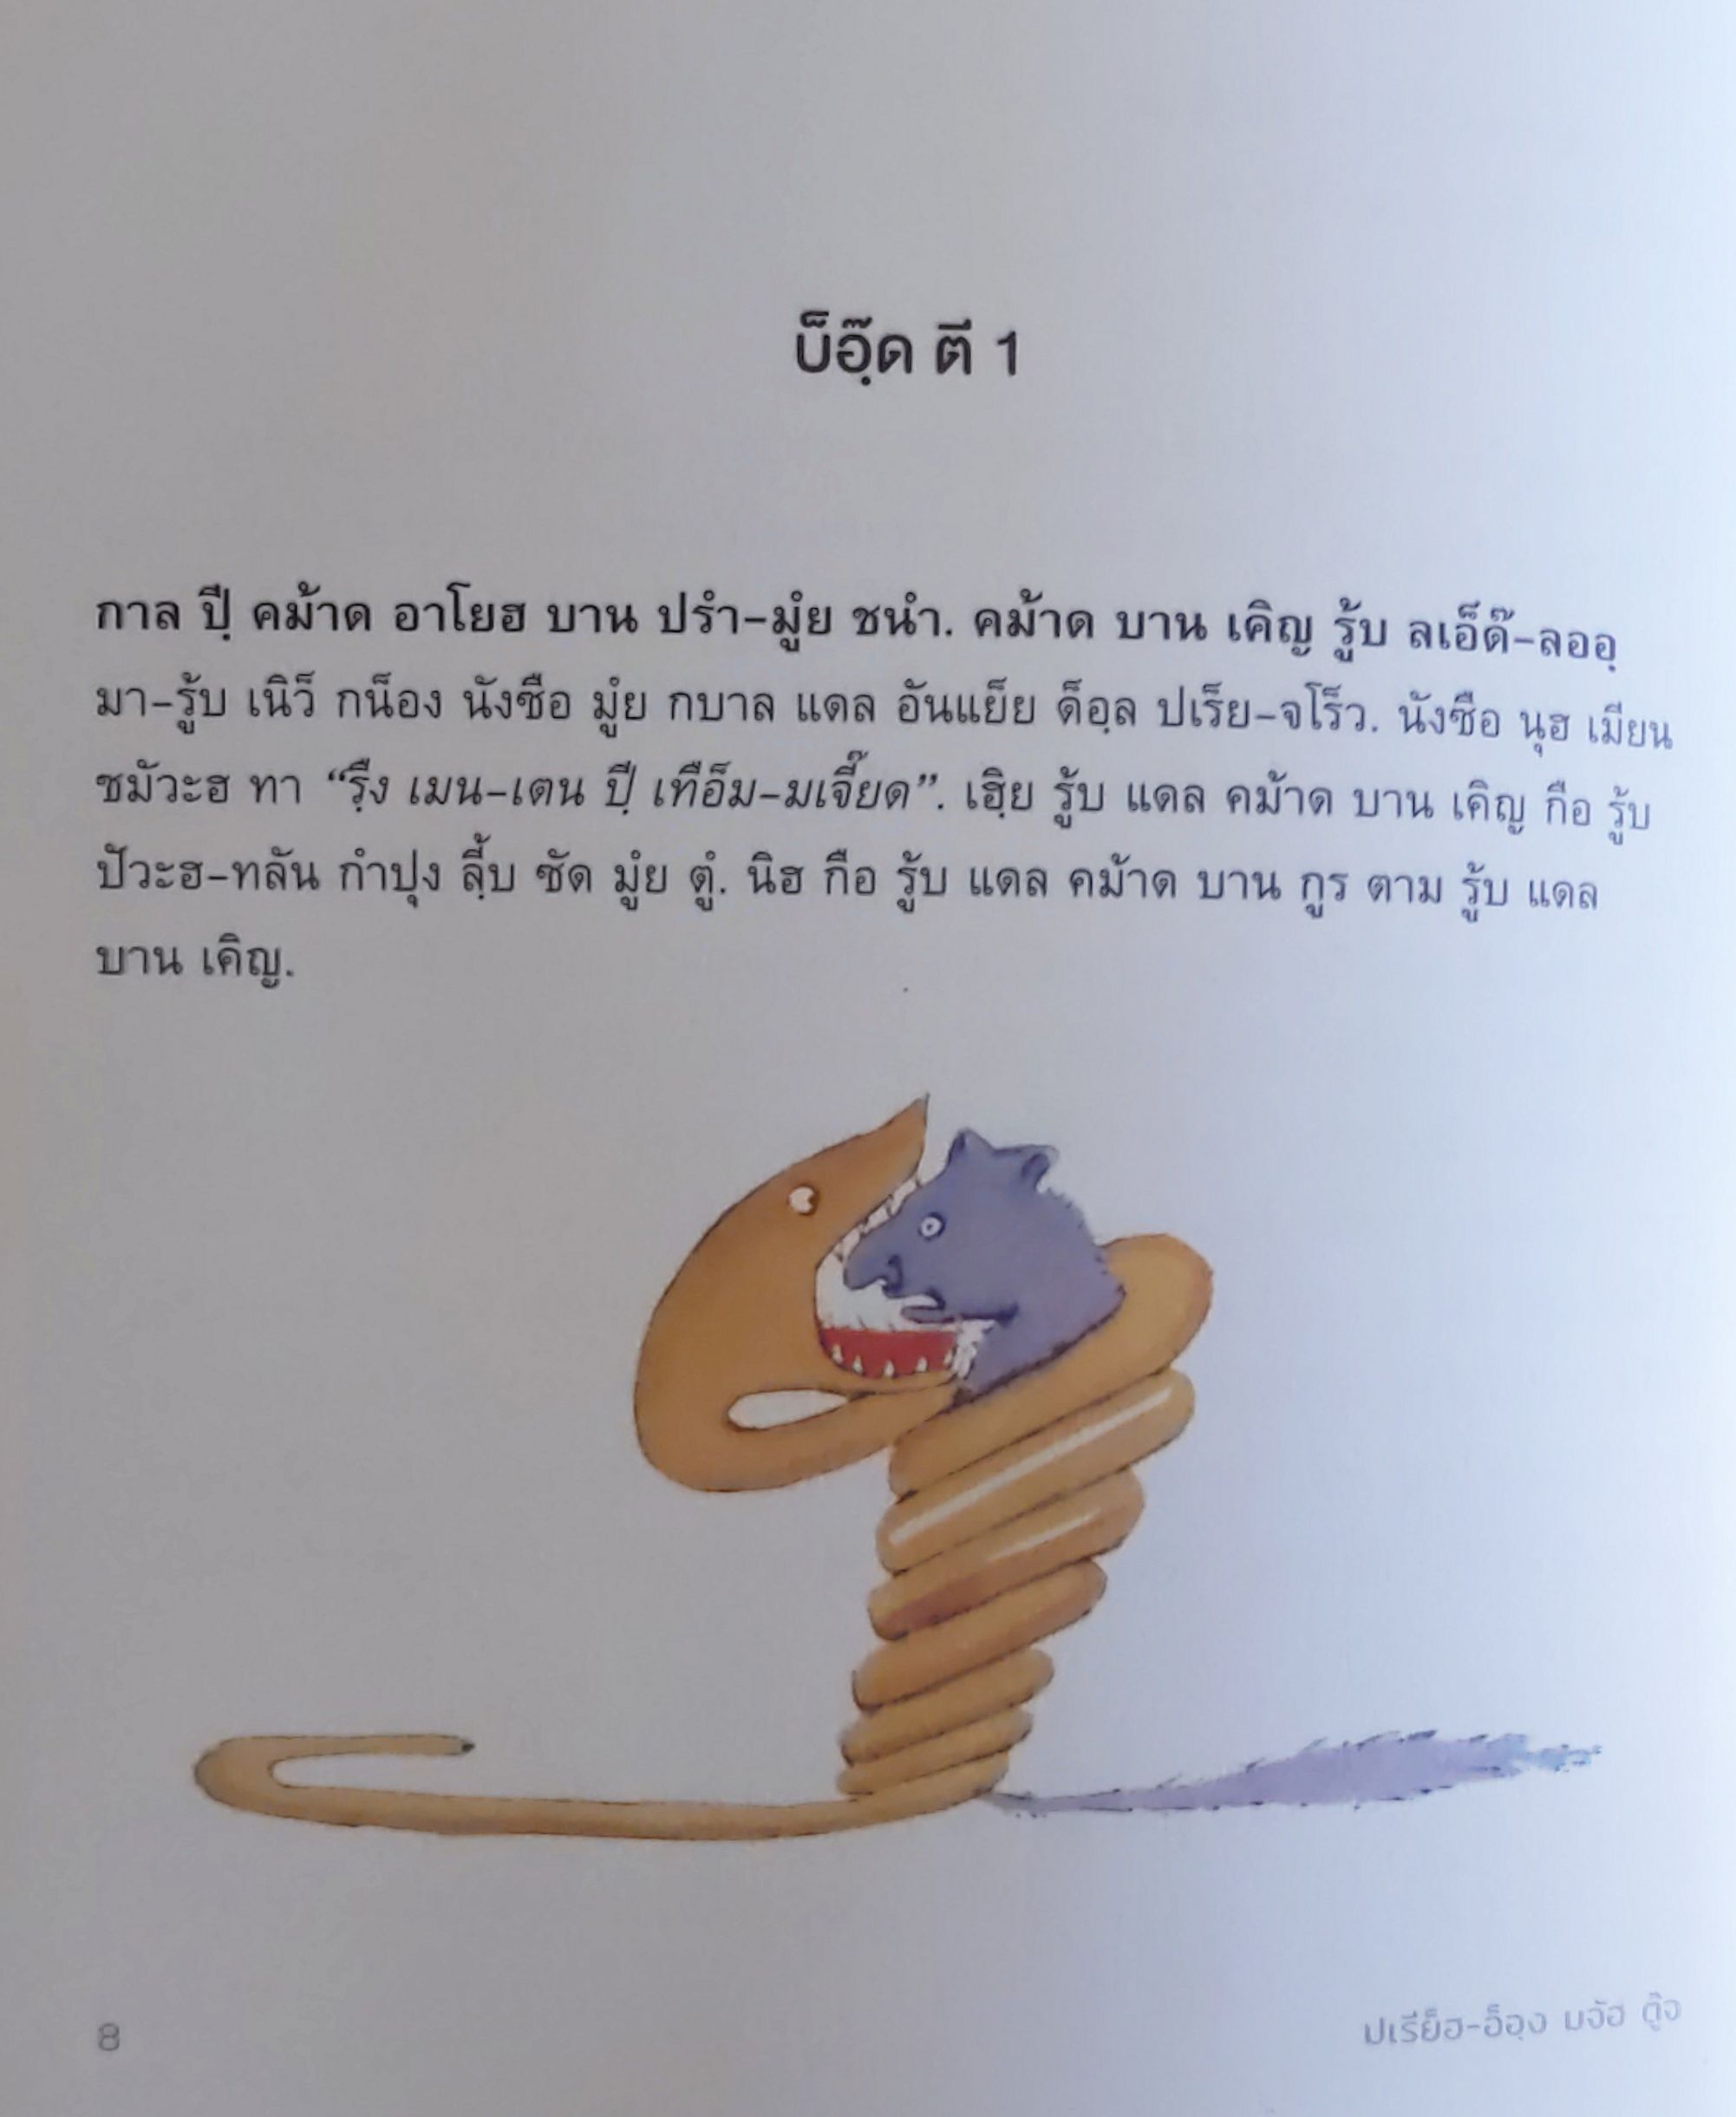 บ็อฺ๊ด ตี 1
กาล ปฺี คม้าด อาโยฮ บาน ปรำ-มูํย ชนำ. คม้าด บาน เคิญ รู้บ ลเอ็ด๊-ลออฺ
มา-รู้บ เนิว็ กน็อง นังซือ มูํย กบาล แดล อันแย็ย ด็อฺล ปเร็ย-จโร็ว. นังซือ นุฮ เมียน
ชมัวะฮ ทา “รฺึง เมน-เตน ปฺี เทือ็ม-มเจี๊ยด”. เฮฺิย รู้บ แดล คม้าด บาน เคิญ กือ รู้บ
ปัวะฮ-ทลัน กำปุง ลฺี้บ ซัด มูํย ตูํ. นิฮ กือ รู้บ แดล คม้าด บาน กูร ตาม รู้บ แดล
บาน เคิญ.
8
ปเรีย็ฮ-อ็อฺง มจัฮ ตู๊จ